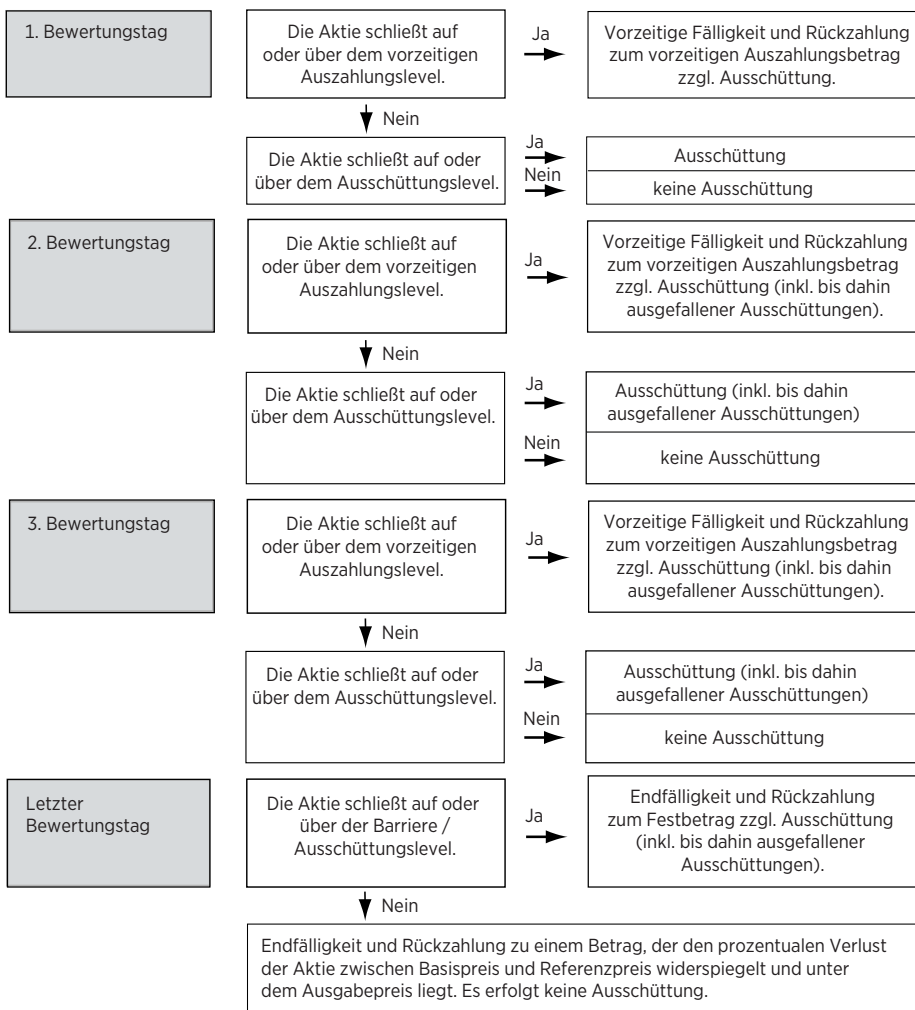 1. Bewertungstag
Die Aktie schließt auf
oder über dem vorzeitigen
Auszahlungslevel.
Ja
Vorzeitige Fälligkeit und Rückzahlung
zum vorzeitigen Auszahlungsbetrag
zzgl. Ausschüttung.
Nein
Die Aktie schließt auf oder
über dem Ausschüttungslevel.
Ja
Ausschüttung
Nein
keine Ausschüttung
2. Bewertungstag
Die Aktie schließt auf
oder über dem vorzeitigen
Auszahlungslevel.
Ja
Vorzeitige Fälligkeit und Rückzahlung
zum vorzeitigen Auszahlungsbetrag
zzgl. Ausschüttung (inkl. bis dahin
ausgefallener Ausschüttungen).
Nein
Die Aktie schließt auf oder
über dem Ausschüttungslevel.
Ja
Ausschüttung (inkl. bis dahin
ausgefallener Ausschüttungen)
Nein
keine Ausschüttung
3. Bewertungstag
Die Aktie schließt auf
oder über dem vorzeitigen
Auszahlungslevel.
Ja
Vorzeitige Fälligkeit und Rückzahlung
zum vorzeitigen Auszahlungsbetrag
zzgl. Ausschüttung (inkl. bis dahin
ausgefallener Ausschüttungen).
Nein
Die Aktie schließt auf oder
über dem Ausschüttungslevel.
Ja
Ausschüttung (inkl. bis dahin
ausgefallener Ausschüttungen)
Nein
keine Ausschüttung
Letzter
Bewertungstag
Die Aktie schließt auf oder
über der Barriere /
Ausschüttungslevel.
Ja
Endfälligkeit und Rückzahlung
zum Festbetrag zzgl. Ausschüttung
(inkl. bis dahin ausgefallener
Ausschüttungen).
Nein
Endfälligkeit und Rückzahlung zu einem Betrag, der den prozentualen Verlust
der Aktie zwischen Basispreis und Referenzpreis widerspiegelt und unter
dem Ausgabepreis liegt. Es erfolgt keine Ausschüttung.